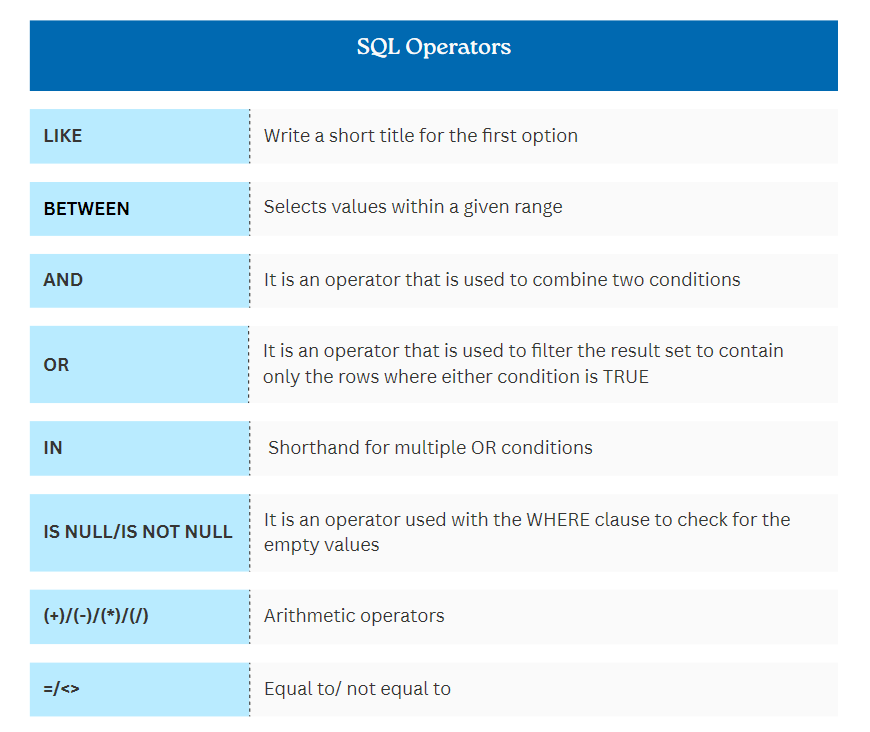 SQL Operators
LIKE
Write a short title for the first option
BETWEEN
Selects values within a given range
AND
It is an operator that is used to combine two conditions
OR
It is an operator that is used to filter the result set to contain
only the rows where either condition is TRUE
IN
Shorthand for multiple OR conditions
IS NULL/IS NOT NULL
It is an operator used with the WHERE clause to check for the
empty values
(+)/(-)/(*)/(/)
Arithmetic operators
=/<>
Equal to/ not equal to